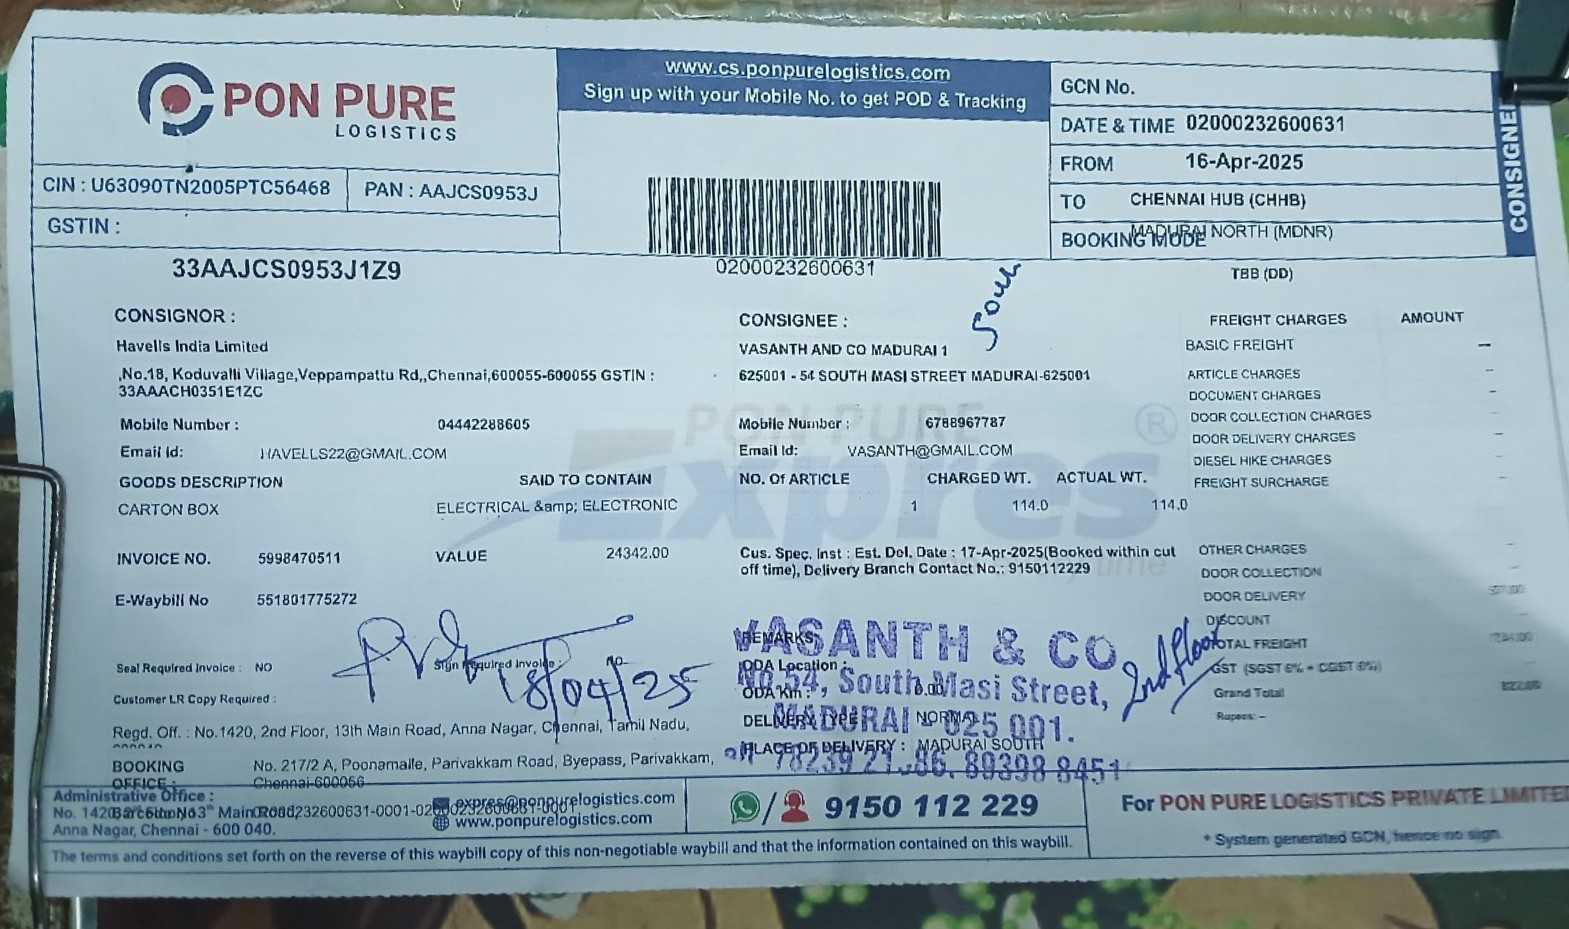 PON PURE
LOGISTICS
www.cs.ponpurelogistics.com
Sign up with your Mobile No. to get POD & Tracking
CIN : U63090TN2005PTC56468
PAN : AAJCS0953J
GSTIN :
33AAJCS0953J1Z9
02000232600631
GCN No.
DATE & TIME 02000232600631
FROM 16-Apr-2025
TO CHENNAI HUB (CHHB)
BOOKING MODE MADURAI NORTH (MDNR)
TBB (DD)
CONSIGNEE
South
CONSIGNOR :
Havells India Limited
,No.18, Koduvalli Village,Veppampattu Rd,,Chennai,600055-600055 GSTIN :
33AAACH0351E1ZC
Mobile Number : 04442288605
Email Id: HAVELLS22@GMAIL.COM
GOODS DESCRIPTION SAID TO CONTAIN
CARTON BOX ELECTRICAL &amp; ELECTRONIC
INVOICE NO. 5998470511 VALUE 24342.00
E-Waybill No 551801775272
CONSIGNEE :
VASANTH AND CO MADURAI 1
625001 - 54 SOUTH MASI STREET MADURAI-625001
Mobile Number : 6788967787
Email Id: VASANTH@GMAIL.COM
NO. Of ARTICLE CHARGED WT. ACTUAL WT.
1 114.0 114.0
PON PURE
Expres
®
time
Cus. Spec. Inst : Est. Del. Date : 17-Apr-2025(Booked within cut
off time), Delivery Branch Contact No.: 9150112229
FREIGHT CHARGES AMOUNT
BASIC FREIGHT –
ARTICLE CHARGES –
DOCUMENT CHARGES –
DOOR COLLECTION CHARGES –
DOOR DELIVERY CHARGES –
DIESEL HIKE CHARGES –
FREIGHT SURCHARGE –
OTHER CHARGES –
DOOR COLLECTION –
DOOR DELIVERY
DISCOUNT
TOTAL FREIGHT
GST (SGST 6% + CGST 6%)
Grand Total
Rupees: –
Seal Required Invoice : NO
Sign Required Invoice : no
18/04/25
Customer LR Copy Required :
REMARKS
ODA Location :
ODA Km : 0.00
DELIVERY TYPE NORMAL
PLACE OF DELIVERY : MADURAI SOUTH
VASANTH & CO
No.54, South Masi Street,
MADURAI - 625 001.
2nd floor
Regd. Off. : No.1420, 2nd Floor, 13th Main Road, Anna Nagar, Chennai, Tamil Nadu,
BOOKING
OFFICE :
No. 217/2 A, Poonamalle, Parivakkam Road, Byepass, Parivakkam,
Chennai-600056
Administrative Office :
No. 1420, 13th Main Road,
Anna Nagar, Chennai - 600 040.
expres@ponpurelogistics.com
www.ponpurelogistics.com
9150 112 229
For PON PURE LOGISTICS PRIVATE LIMITE
* System generated GCN, hence no sign.
The terms and conditions set forth on the reverse of this waybill copy of this non-negotiable waybill and that the information contained on this waybill.